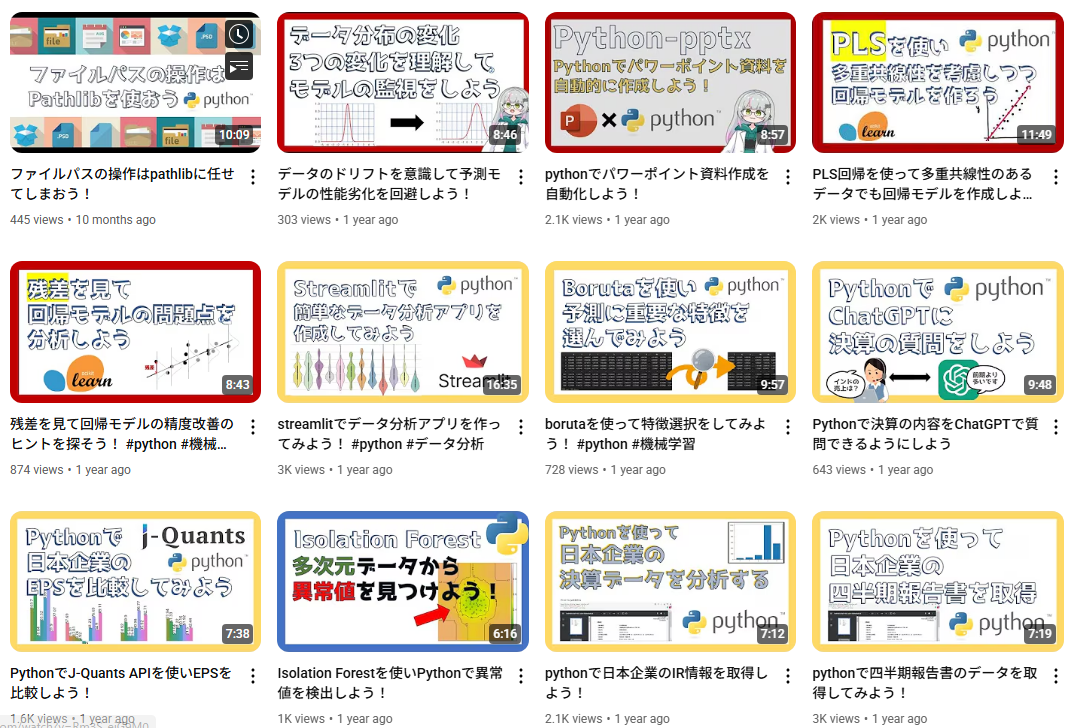 file
.PSD
ファイルパスの操作は
Pathlibを使おう
python
.PSD
file
10:09
データ分布の変化
3つの変化を理解して
モデルの監視をしよう
8:46
Python-pptx
Pythonでパワーポイント資料を
自動的に作成しよう！
P
python
8:57
PLSを使い
python
多重共線性を考慮しつつ
回帰モデルを作ろう
learn
11:49
ファイルパスの操作はpathlibに任せ
てしまおう！
445 views • 10 months ago
データのドリフトを意識して予測モ
デルの性能劣化を回避しよう！
303 views • 1 year ago
pythonでパワーポイント資料作成を
自動化しよう！
2.1K views • 1 year ago
PLS回帰を使って多重共線性のある
データでも回帰モデルを作成しよ...
2K views • 1 year ago
残差を見て
回帰モデルの問題点を
分析しよう
残差
learn
8:43
Streamlitで
python
簡単なデータ分析アプリを
作成してみよう
16:35
Borutaを使い
python
予測に重要な特徴を
選んでみよう
9:57
Pythonで
python
ChatGPTに
決算の質問をしよう
インドの
売上は?
前期より
多いです
9:48
残差を見て回帰モデルの精度改善の
ヒントを探そう！ #python #機械...
874 views • 1 year ago
streamlitでデータ分析アプリを作っ
てみよう！ #python #データ分析
3K views • 1 year ago
borutaを使って特徴選択をしてみよ
う！ #python #機械学習
728 views • 1 year ago
Pythonで決算の内容をChatGPTで質
問できるようにしよう
643 views • 1 year ago
Pythonで
j-Quants
日本企業の
python
EPSを比較してみよう
7:38
Isolation Forest
多次元データから
異常値を見つけよう！
6:16
Pythonを使って
日本企業の
決算データを分析する
python
7:12
Pythonを使って
日本企業の
四半期報告書を取得
python
7:19
PythonでJ-Quants APIを使いEPSを
比較しよう！
1.6K views • 1 year ago
Isolation Forestを使いPythonで異常
値を検出しよう！
1K views • 1 year ago
pythonで日本企業のIR情報を取得し
よう！
2.1K views • 1 year ago
pythonで四半期報告書のデータを取
得してみよう！
3K views • 1 year ago